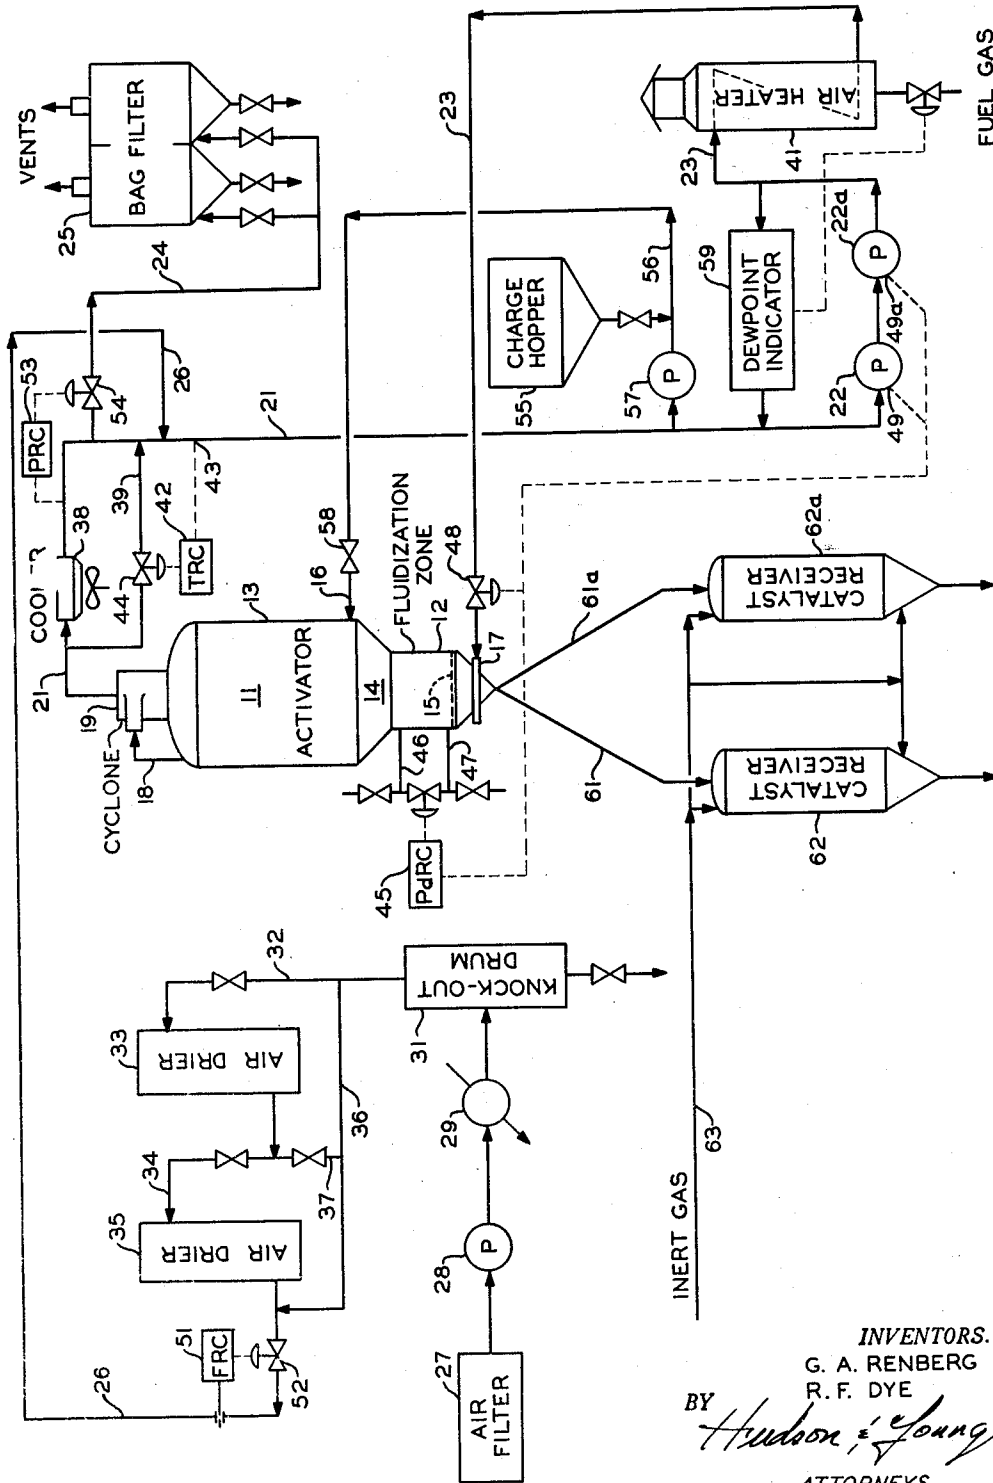 VENTS
25
BAG FILTER
24
23
AIR HEATER
41
23
FUEL GAS
53
PRC
54
26
21
55
CHARGE
HOPPER
56
57
P
59
DEWPOINT
INDICATOR
22a
P
49a
22
P
49
38
39
42
TRC
43
44
21
19
CYCLONE
18
13
11
ACTIVATOR
14
16
58
FLUIDIZATION
ZONE
12
15
48
17
46
47
45
PdRC
61
61a
62
CATALYST
RECEIVER
62a
CATALYST
RECEIVER
33
AIR DRIER
32
31
KNOCK-OUT
DRUM
34
35
AIR DRIER
36
37
29
28
P
27
AIR
FILTER
51
FRC
52
26
INERT GAS
63
INVENTORS.
G. A. RENBERG
R. F. DYE
BY
Hudson & Young
ATTORNEYS